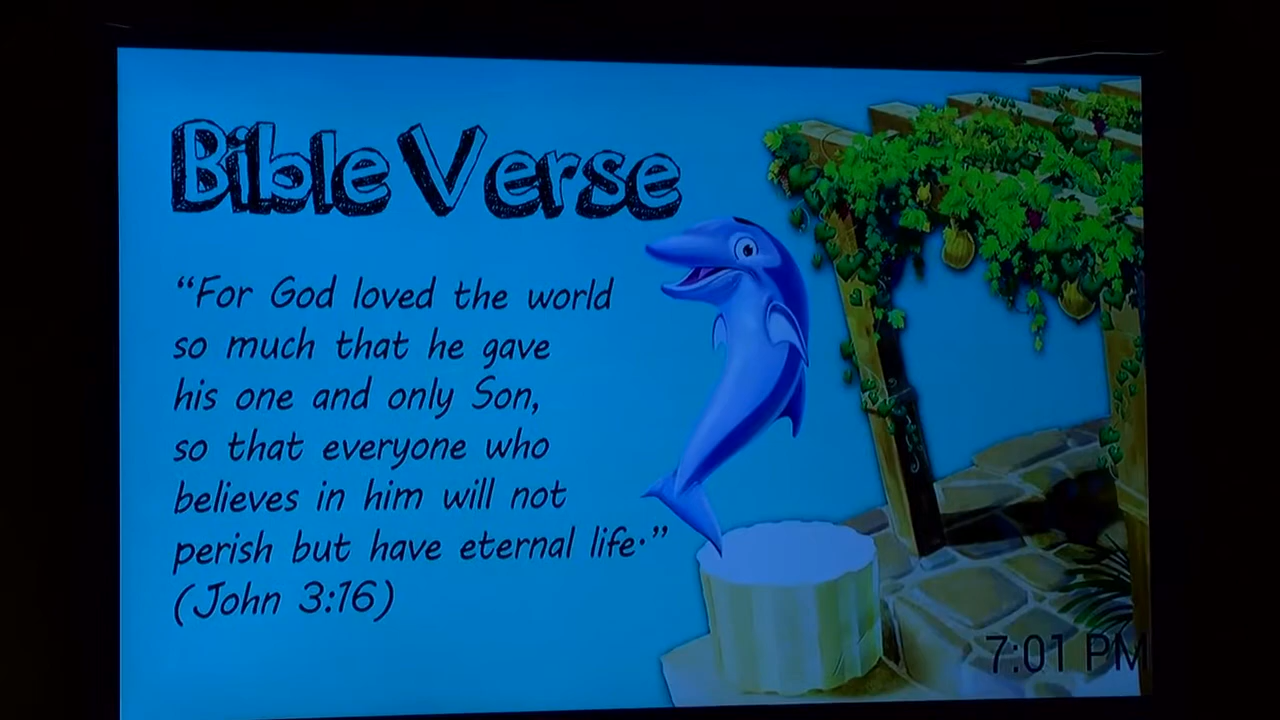 Bible Verse
“For God loved the world
so much that he gave
his one and only Son,
so that everyone who
believes in him will not
perish but have eternal life.”
(John 3:16)
7:01 PM